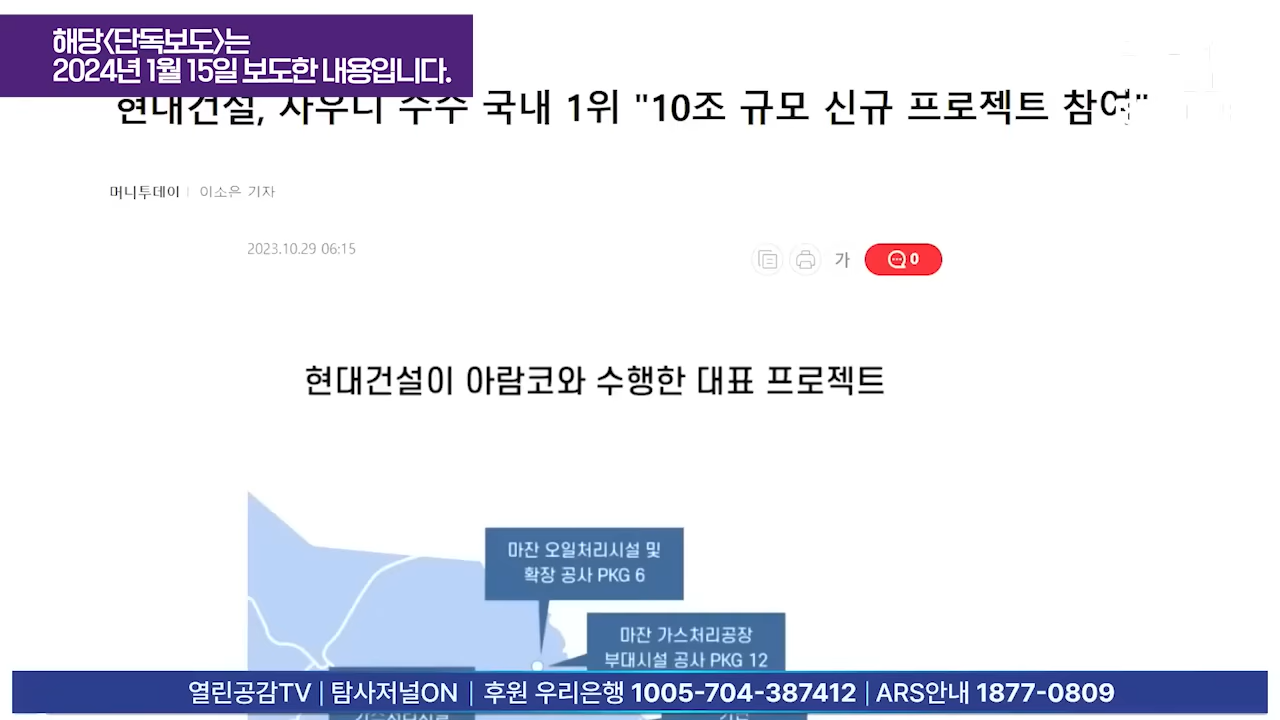 해당<단독보도>는
2024년 1월 15일 보도한 내용입니다.
현대건설, 사우디 수주 국내 1위 "10조 규모 신규 프로젝트 참여"
머니투데이 | 이소은 기자
2023.10.29 06:15
가
0
현대건설이 아람코와 수행한 대표 프로젝트
마잔 오일처리시설 및
확장 공사 PKG 6
마잔 가스처리공장
부대시설 공사 PKG 12
열린공감TV | 탐사저널ON | 후원 우리은행 1005-704-387412 | ARS안내 1877-0809